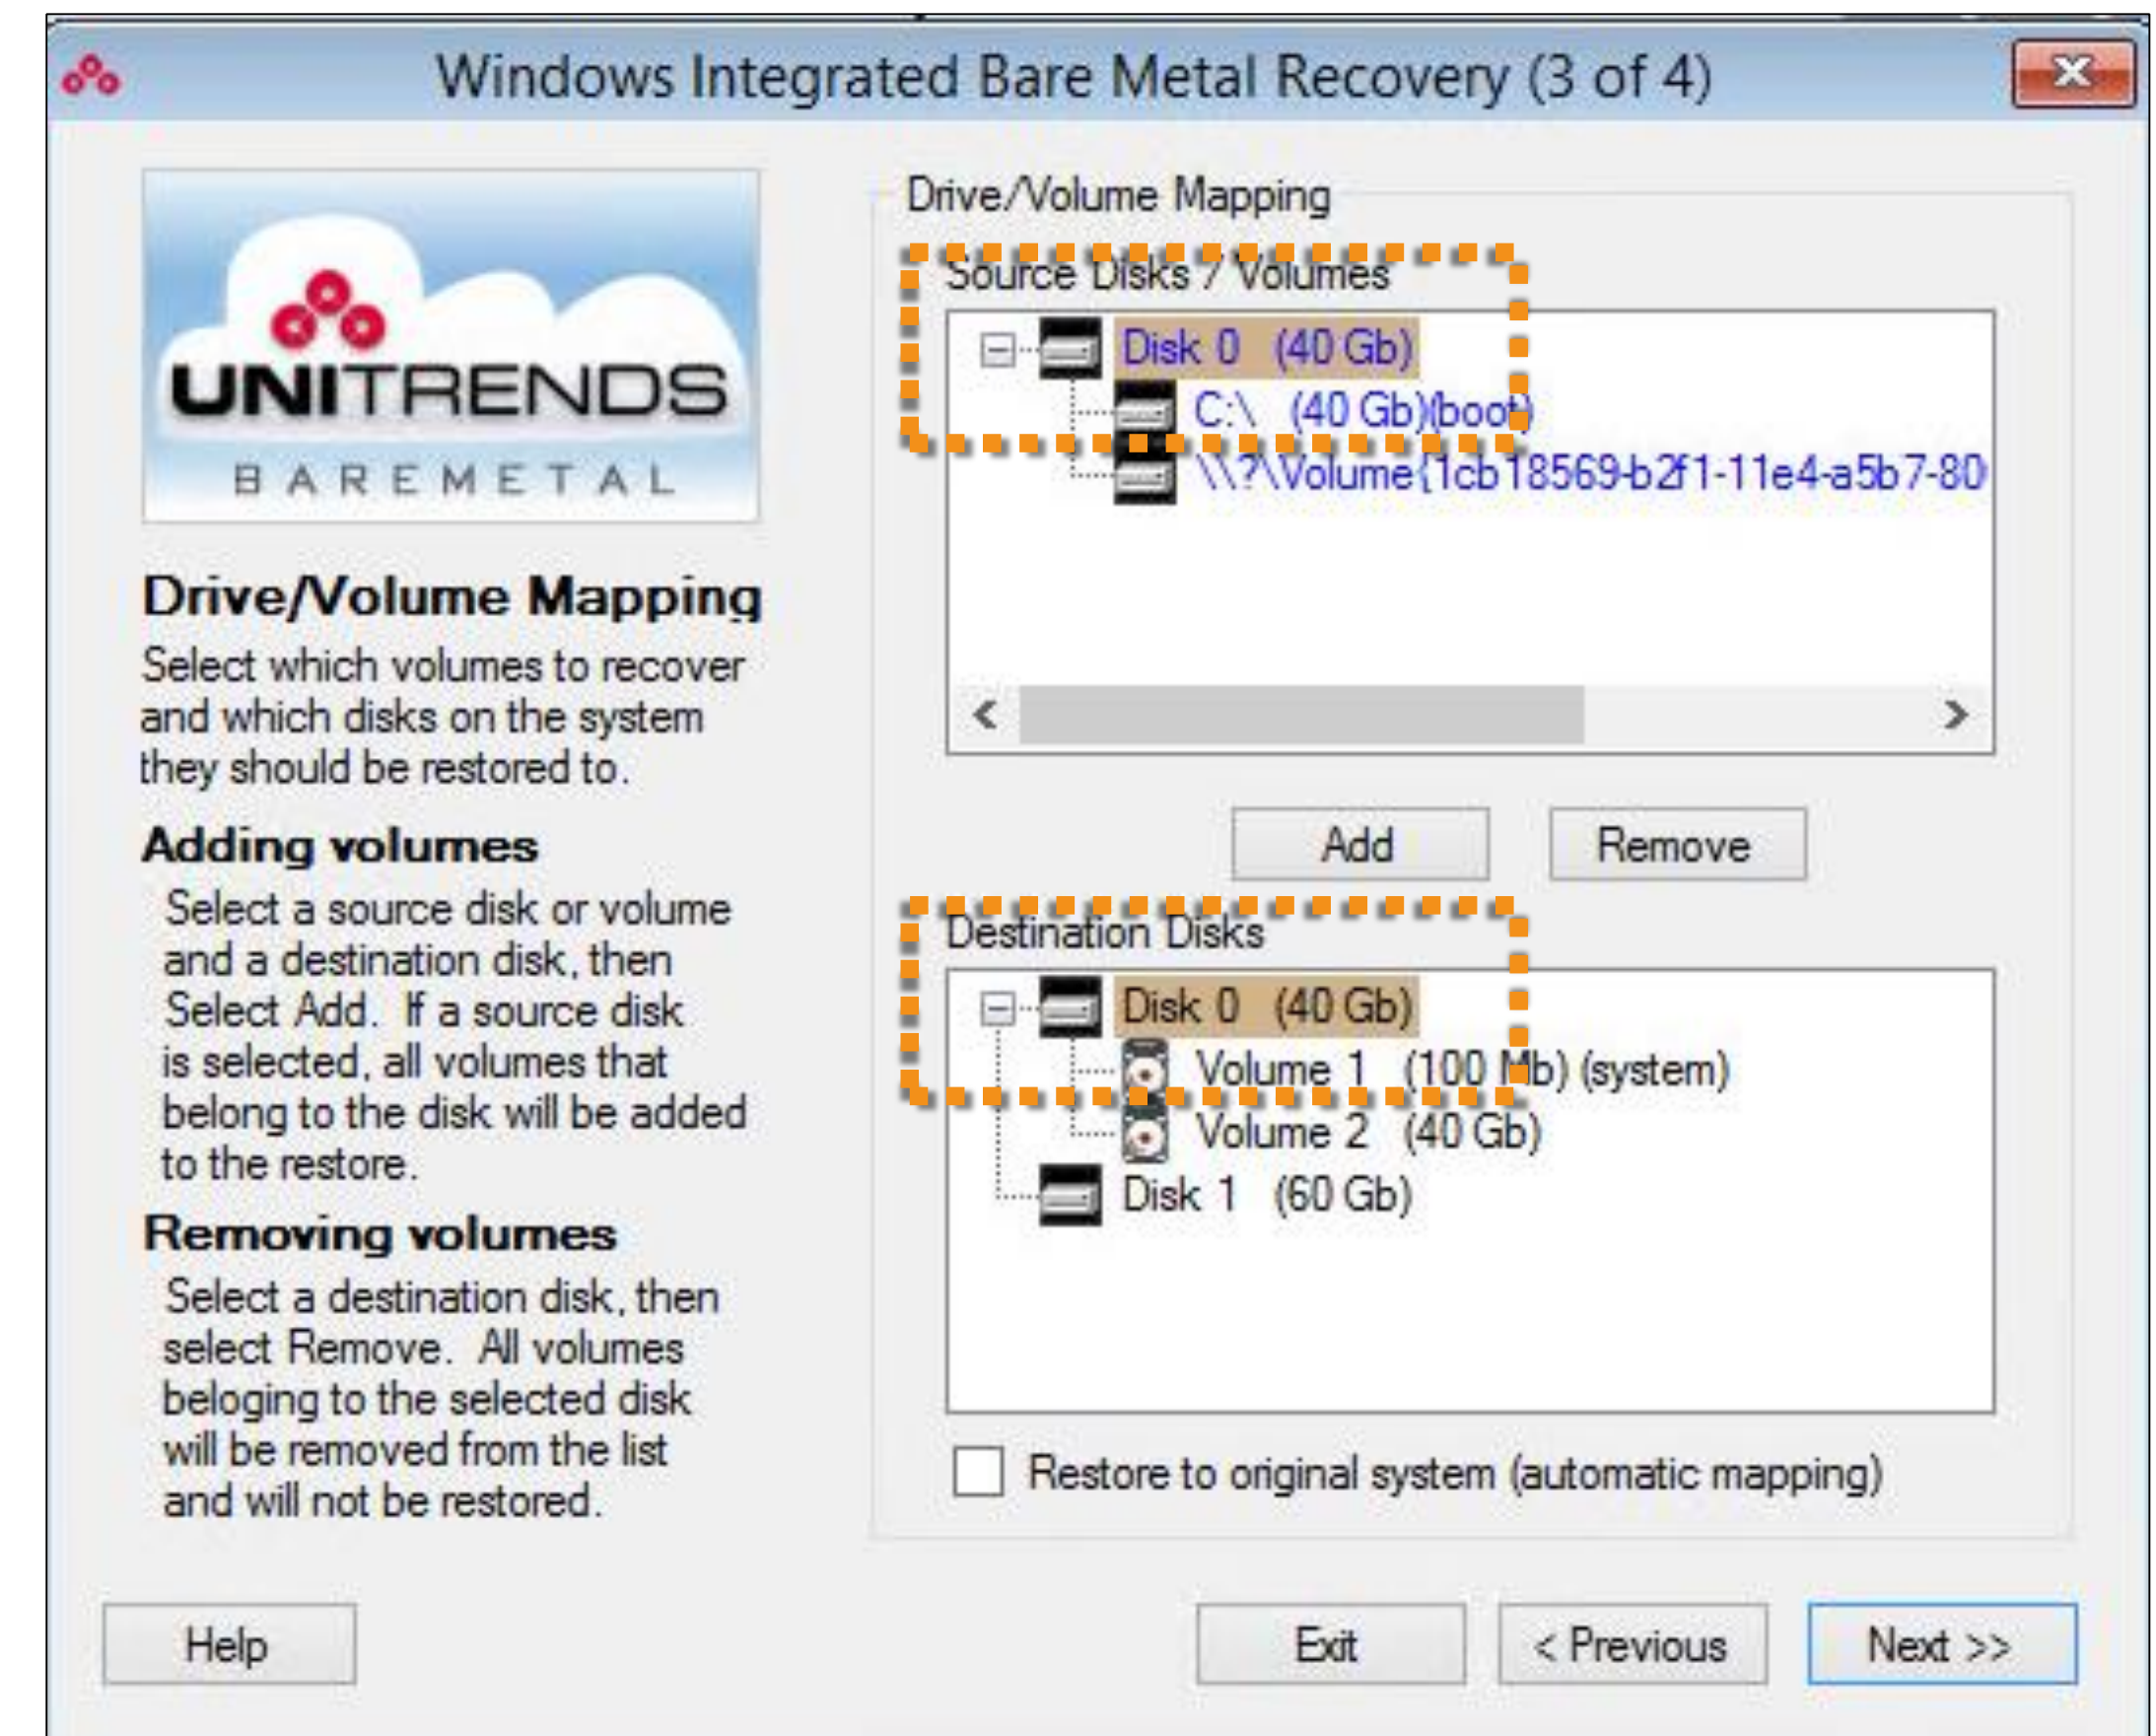 Windows Integrated Bare Metal Recovery (3 of 4)
UNITRENDS
BAREMETAL
Drive/Volume Mapping
Select which volumes to recover
and which disks on the system
they should be restored to.
Adding volumes
Select a source disk or volume
and a destination disk, then
Select Add. If a source disk
is selected, all volumes that
belong to the disk will be added
to the restore.
Removing volumes
Select a destination disk, then
select Remove. All volumes
beloging to the selected disk
will be removed from the list
and will not be restored.
Drive/Volume Mapping
Source Disks / Volumes
Disk 0 (40 Gb)
C:\ (40 Gb)(boot)
\\?\Volume{1cb18569-b2f1-11e4-a5b7-80
Add Remove
Destination Disks
Disk 0 (40 Gb)
Volume 1 (100 Mb) (system)
Volume 2 (40 Gb)
Disk 1 (60 Gb)
Restore to original system (automatic mapping)
Help Exit < Previous Next >>